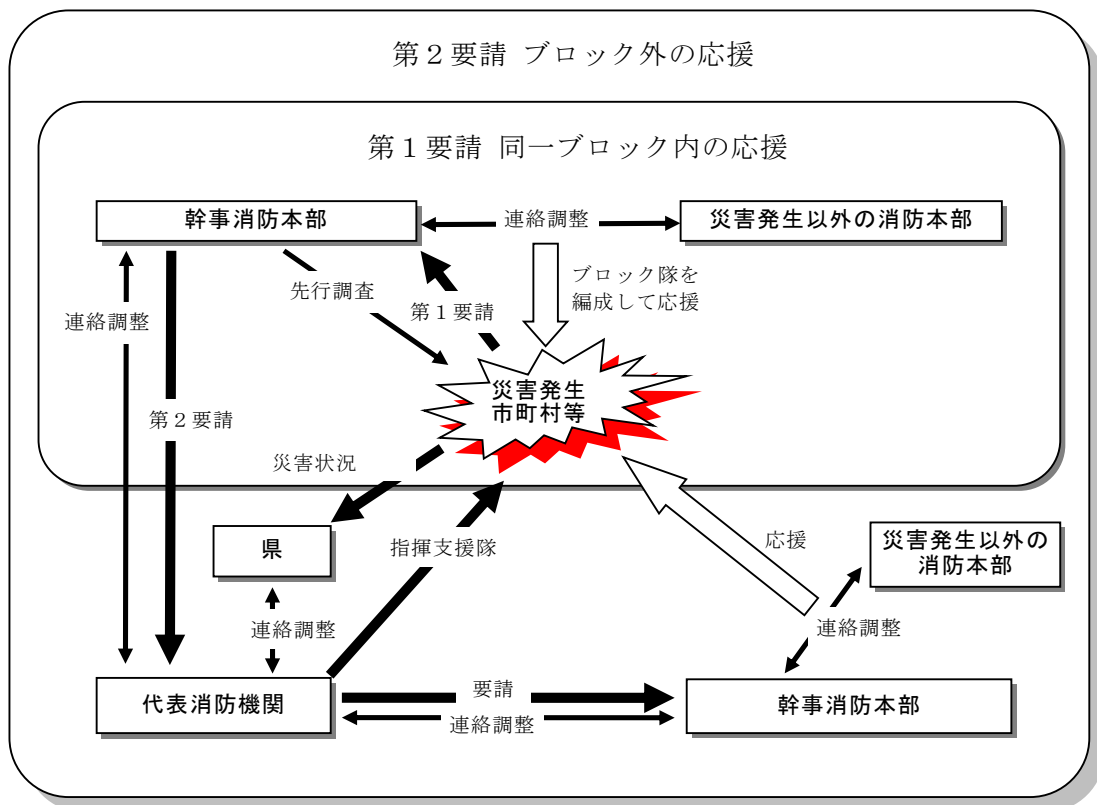 第２要請 ブロック外の応援
第１要請 同一ブロック内の応援
幹事消防本部
連絡調整
災害発生以外の消防本部
先行調査
ブロック隊を
編成して応援
連絡調整
第１要請
災害発生
市町村等
第２要請
災害状況
県
指揮支援隊
応援
災害発生以外の
消防本部
連絡調整
連絡調整
代表消防機関
要請
連絡調整
幹事消防本部